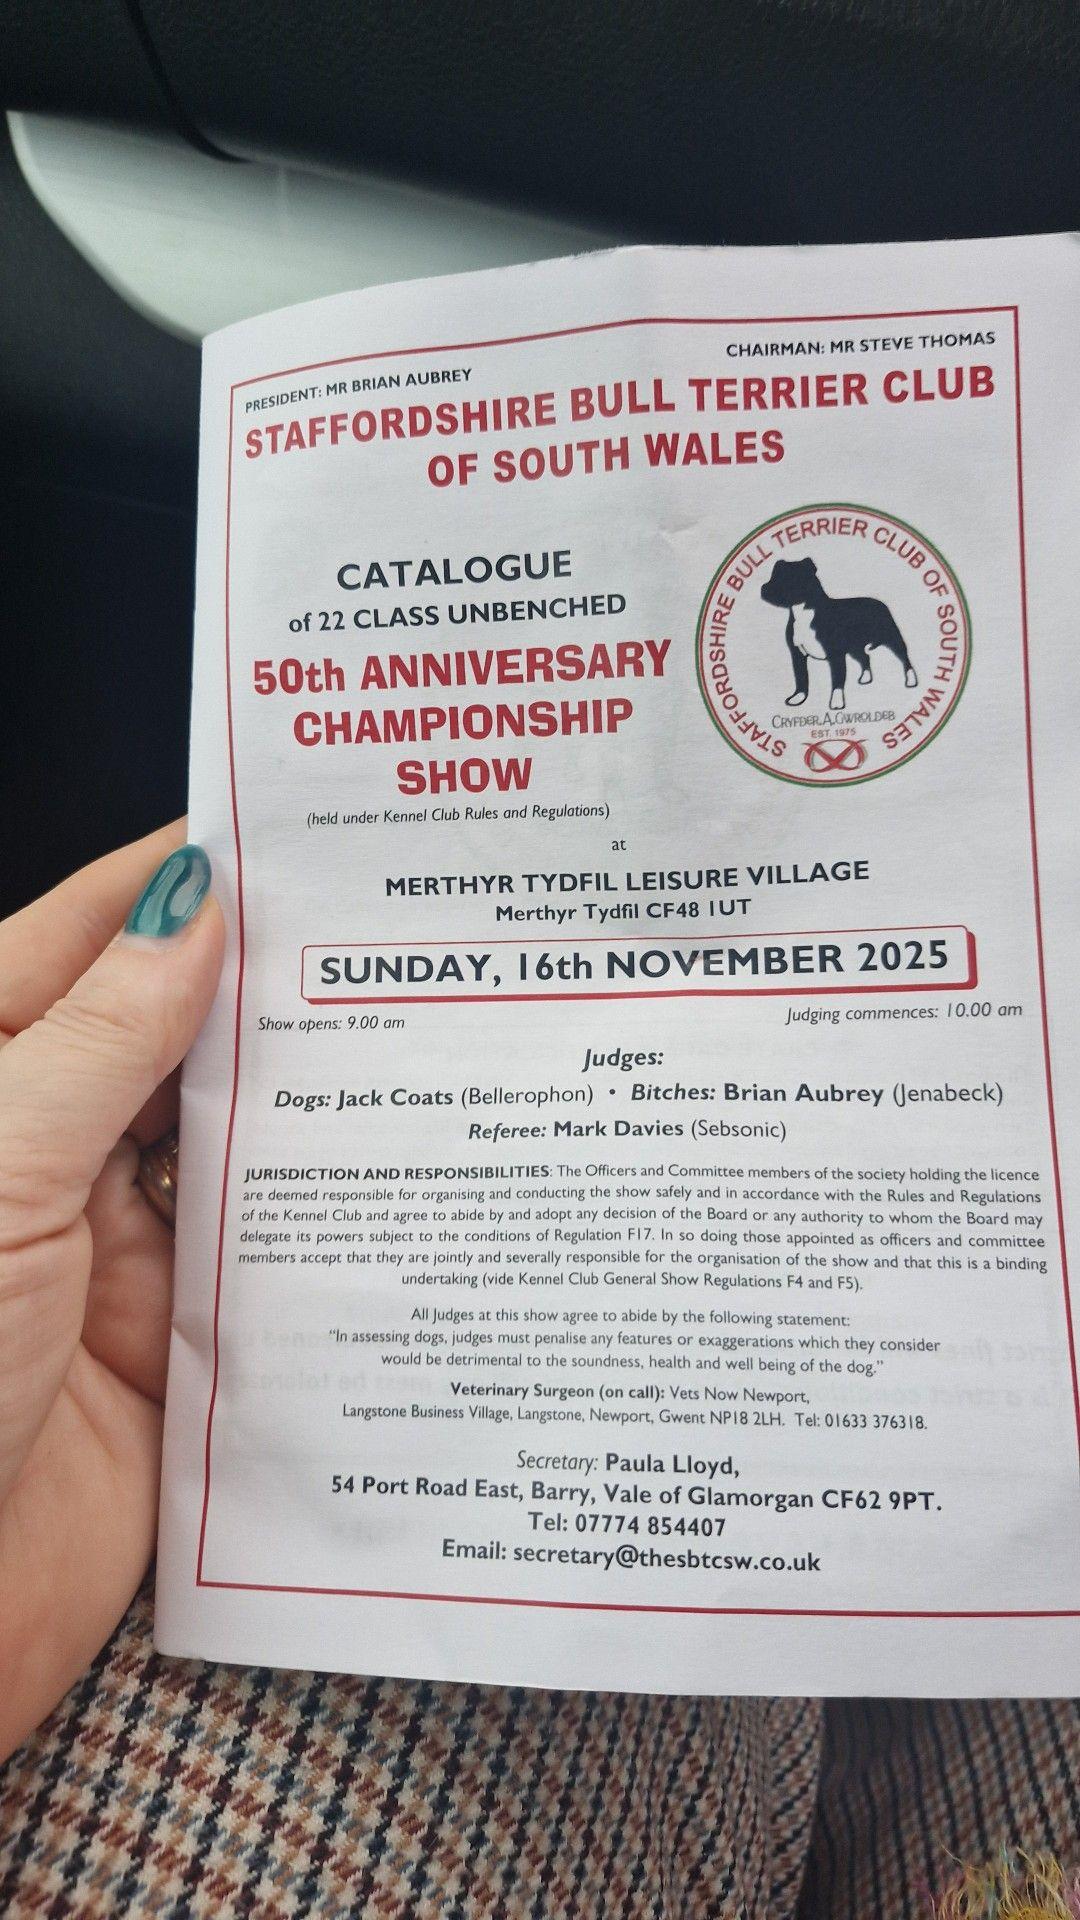 PRESIDENT: MR BRIAN AUBREY
CHAIRMAN: MR STEVE THOMAS
STAFFORDSHIRE BULL TERRIER CLUB
OF SOUTH WALES
CATALOGUE
of 22 CLASS UNBENCHED
50th ANNIVERSARY
CHAMPIONSHIP
SHOW
(held under Kennel Club Rules and Regulations)
STAFFORDSHIRE BULL TERRIER CLUB OF SOUTH WALES
CRYFDER.A.GWROLDEB
EST. 1975
at
MERTHYR TYDFIL LEISURE VILLAGE
Merthyr Tydfil CF48 1UT
SUNDAY, 16th NOVEMBER 2025
Show opens: 9.00 am
Judging commences: 10.00 am
Judges:
Dogs: Jack Coats (Bellerophon) • Bitches: Brian Aubrey (Jenabeck)
Referee: Mark Davies (Sebsonic)
JURISDICTION AND RESPONSIBILITIES: The Officers and Committee members of the society holding the licence
are deemed responsible for organising and conducting the show safely and in accordance with the Rules and Regulations
of the Kennel Club and agree to abide by and adopt any decision of the Board or any authority to whom the Board may
delegate its powers subject to the conditions of Regulation F17. In so doing those appointed as officers and committee
members accept that they are jointly and severally responsible for the organisation of the show and that this is a binding
undertaking (vide Kennel Club General Show Regulations F4 and F5).
All Judges at this show agree to abide by the following statement:
"In assessing dogs, judges must penalise any features or exaggerations which they consider
would be detrimental to the soundness, health and well being of the dog."
Veterinary Surgeon (on call): Vets Now Newport,
Langstone Business Village, Langstone, Newport, Gwent NP18 2LH. Tel: 01633 376318.
Secretary: Paula Lloyd,
54 Port Road East, Barry, Vale of Glamorgan CF62 9PT.
Tel: 07774 854407
Email: secretary@thesbtcsw.co.uk